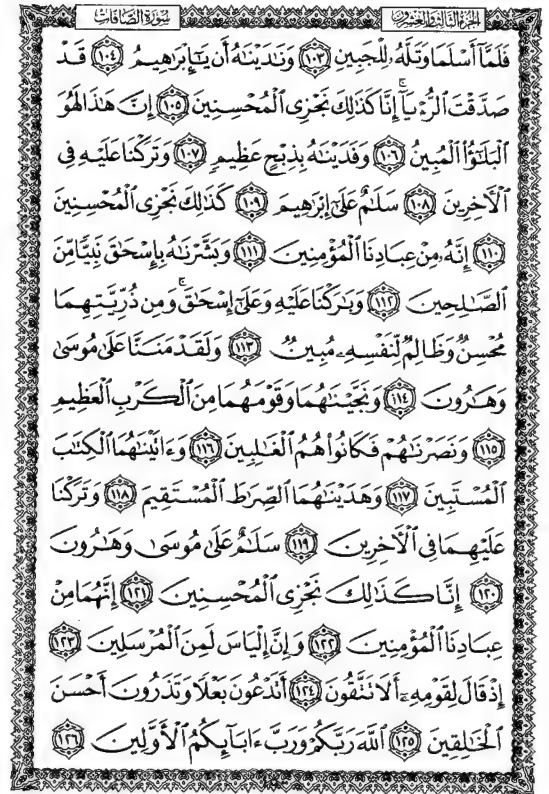 الجزء الثالث والعشرون
سورة الصافات
فَلَمَّآ أَسْلَمَا وَتَلَّهُۥ لِلْجَبِينِ ١٠٣ وَنَٰدَيْنَٰهُ أَن يَٰٓإِبْرَٰهِيمُ ١٠٤ قَدْ
صَدَّقْتَ ٱلرُّءْيَآ ۚ إِنَّا كَذَٰلِكَ نَجْزِى ٱلْمُحْسِنِينَ ١٠٥ إِنَّ هَٰذَا لَهُوَ
ٱلْبَلَٰٓؤُا۟ ٱلْمُبِينُ ١٠٦ وَفَدَيْنَٰهُ بِذِبْحٍ عَظِيمٍ ١٠٧ وَتَرَكْنَا عَلَيْهِ فِى
ٱلْءَاخِرِينَ ١٠٨ سَلَٰمٌ عَلَىٰٓ إِبْرَٰهِيمَ ١٠٩ كَذَٰلِكَ نَجْزِى ٱلْمُحْسِنِينَ
١١٠ إِنَّهُۥ مِنْ عِبَادِنَا ٱلْمُؤْمِنِينَ ١١١ وَبَشَّرْنَٰهُ بِإِسْحَٰقَ نَبِيًّا مِّنَ
ٱلصَّٰلِحِينَ ١١٢ وَبَٰرَكْنَا عَلَيْهِ وَعَلَىٰٓ إِسْحَٰقَ ۚ وَمِن ذُرِّيَّتِهِمَا
مُحْسِنٌ وَظَالِمٌ لِّنَفْسِهِۦ مُبِينٌ ١١٣ وَلَقَدْ مَنَنَّا عَلَىٰ مُوسَىٰ
وَهَٰرُونَ ١١٤ وَنَجَّيْنَٰهُمَا وَقَوْمَهُمَا مِنَ ٱلْكَرْبِ ٱلْعَظِيمِ
١١٥ وَنَصَرْنَٰهُمْ فَكَانُوا۟ هُمُ ٱلْغَٰلِبِينَ ١١٦ وَءَاتَيْنَٰهُمَا ٱلْكِتَٰبَ
ٱلْمُسْتَبِينَ ١١٧ وَهَدَيْنَٰهُمَا ٱلصِّرَٰطَ ٱلْمُسْتَقِيمَ ١١٨ وَتَرَكْنَا
عَلَيْهِمَا فِى ٱلْءَاخِرِينَ ١١٩ سَلَٰمٌ عَلَىٰ مُوسَىٰ وَهَٰرُونَ
١٢٠ إِنَّا كَذَٰلِكَ نَجْزِى ٱلْمُحْسِنِينَ ١٢١ إِنَّهُمَا مِنْ
عِبَادِنَا ٱلْمُؤْمِنِينَ ١٢٢ وَإِنَّ إِلْيَاسَ لَمِنَ ٱلْمُرْسَلِينَ ١٢٣
إِذْ قَالَ لِقَوْمِهِۦٓ أَلَا تَتَّقُونَ ١٢٤ أَتَدْعُونَ بَعْلًا وَتَذَرُونَ أَحْسَنَ
ٱلْخَٰلِقِينَ ١٢٥ ٱللَّهَ رَبَّكُمْ وَرَبَّ ءَابَآئِكُمُ ٱلْأَوَّلِينَ ١٢٦